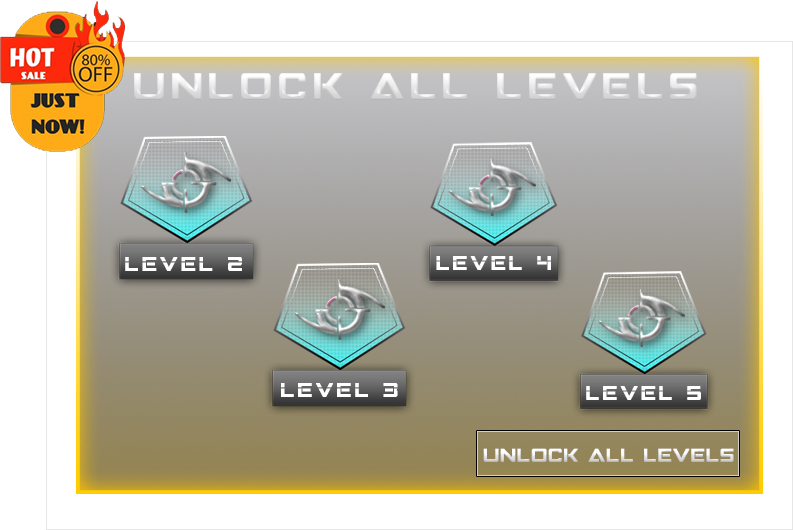 HOT
SALE
80%
OFF
JUST
NOW!
UNLOCK ALL LEVELS
LEVEL 2
LEVEL 4
LEVEL 3
LEVEL 5
UNLOCK ALL LEVELS